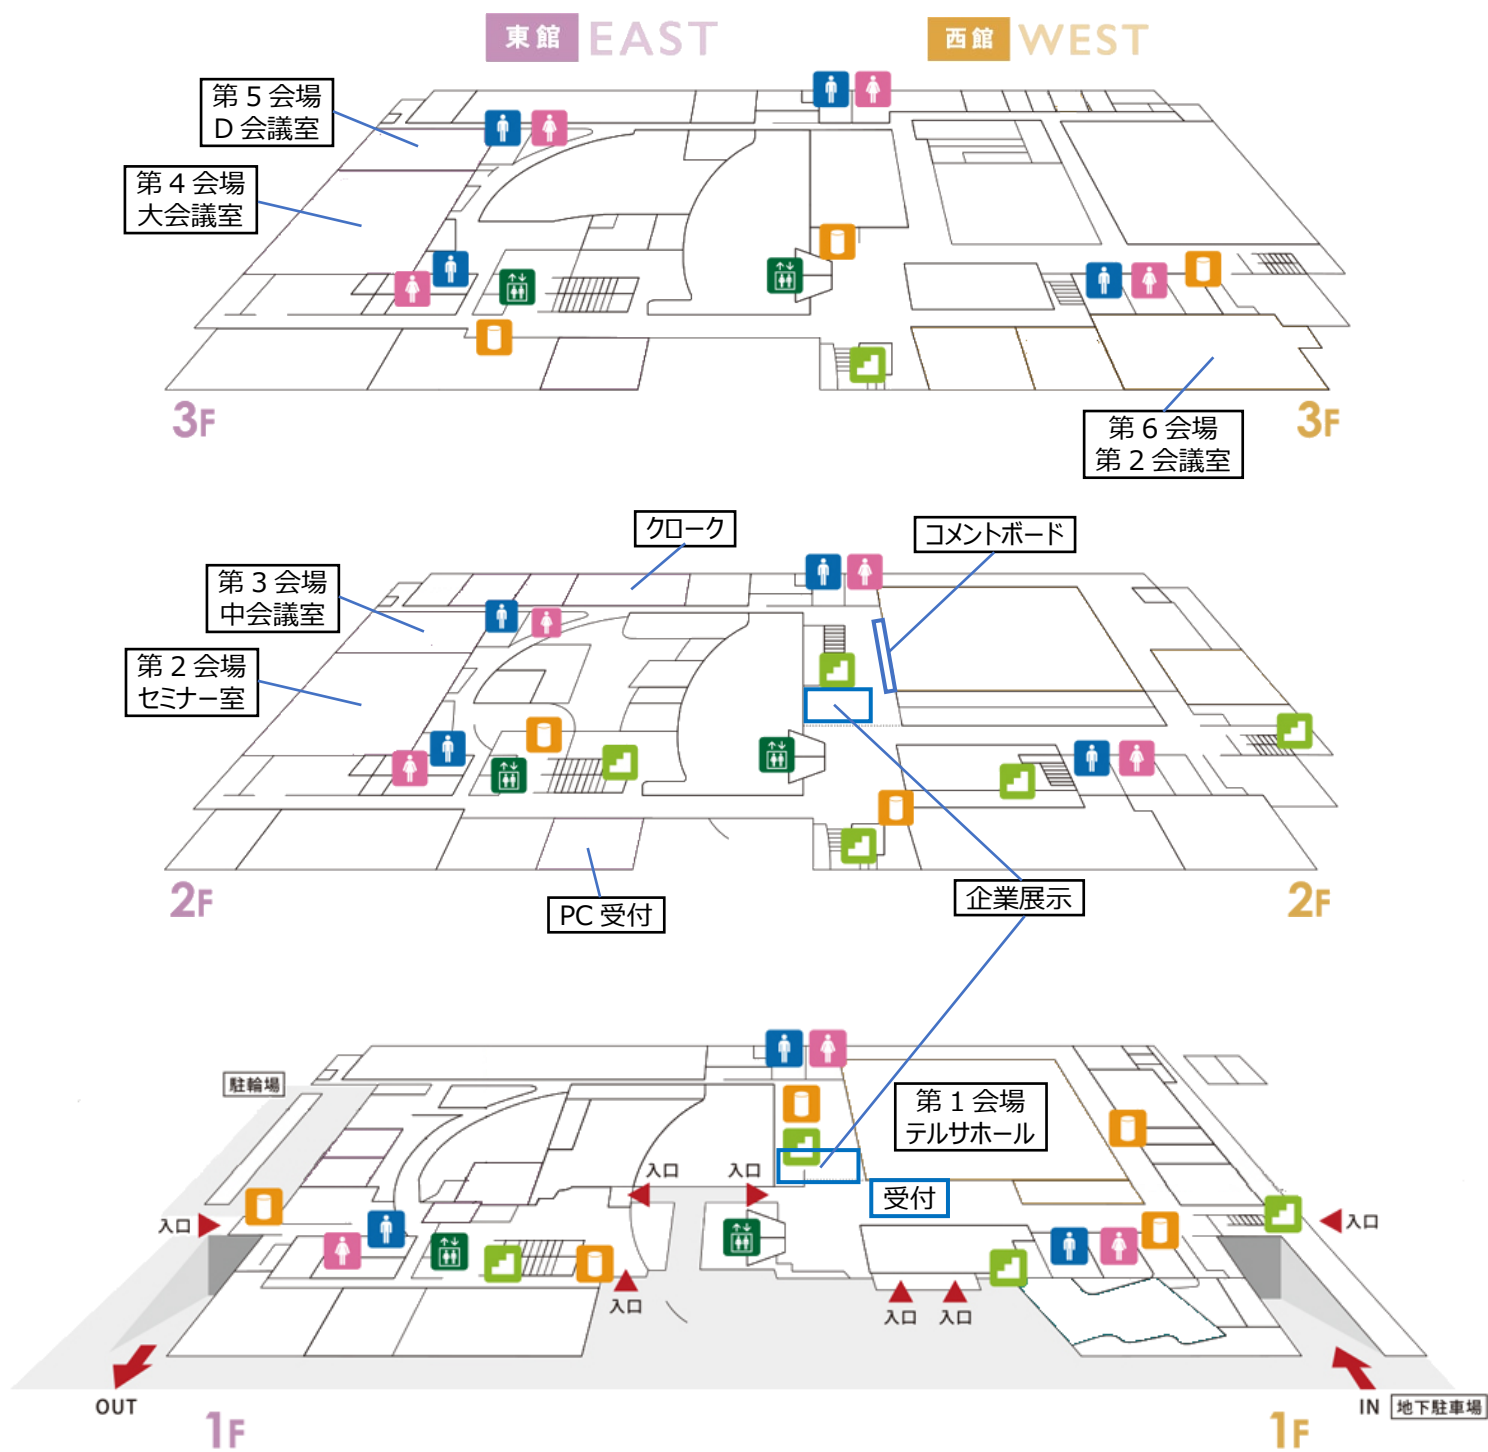 東館 EAST
西館 WEST
第5会場
D会議室
第4会場
大会議室
3F
3F
第6会場
第2会議室
クローク
コメントボード
第3会場
中会議室
第2会場
セミナー室
2F
2F
PC受付
企業展示
駐輪場
第1会場
テルサホール
入口
入口
受付
入口
入口
入口
入口
入口
OUT
IN
地下駐車場
1F
1F